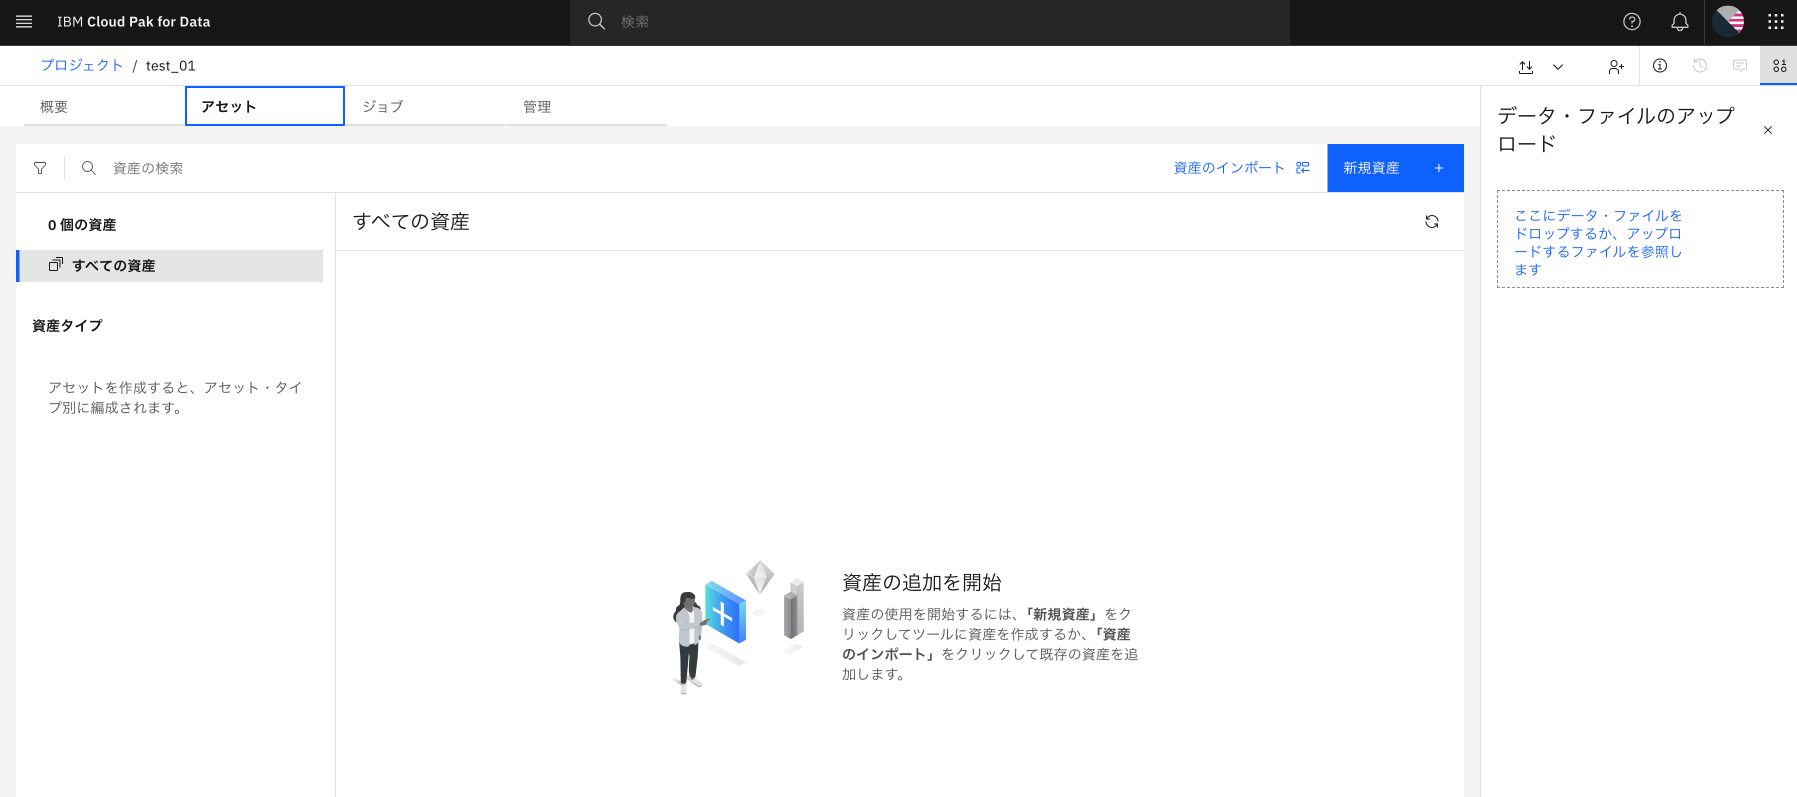 IBM Cloud Pak for Data
検索
プロジェクト / test_01
概要
アセット
ジョブ
管理
資産の検索
資産のインポート
新規資産 +
0 個の資産
すべての資産
資産タイプ
アセットを作成すると、アセット・タイ
プ別に編成されます。
すべての資産
資産の追加を開始
資産の使用を開始するには、「新規資産」をク
リックしてツールに資産を作成するか、「資産
のインポート」をクリックして既存の資産を追
加します。
データ・ファイルのアップ
ロード
ここにデータ・ファイルを
ドロップするか、アップロ
ードするファイルを参照し
ます